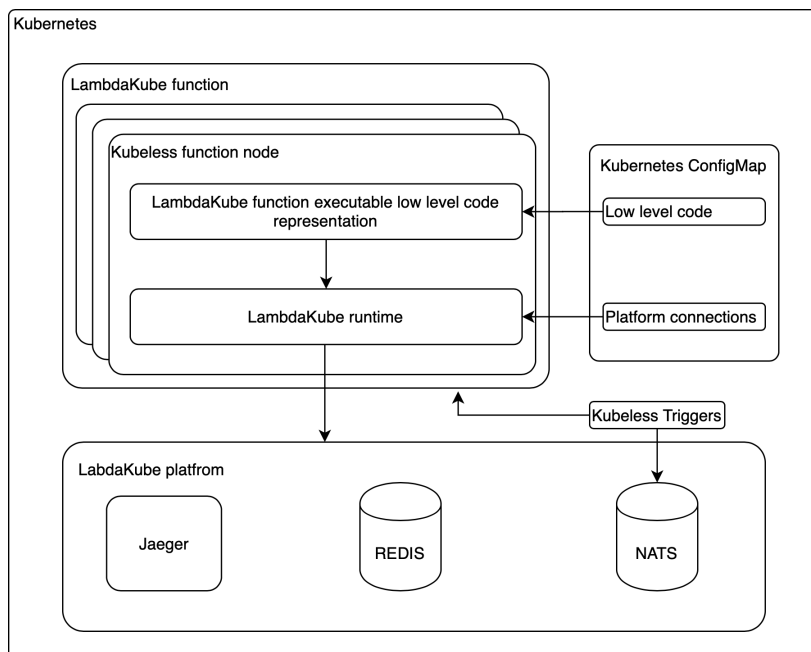 Kubernetes
LambdaKube function
Kubeless function node
LambdaKube function executable low level code
representation
LambdaKube runtime
Kubernetes ConfigMap
Low level code
Platform connections
Kubeless Triggers
LabdaKube platfrom
Jaeger
REDIS
NATS